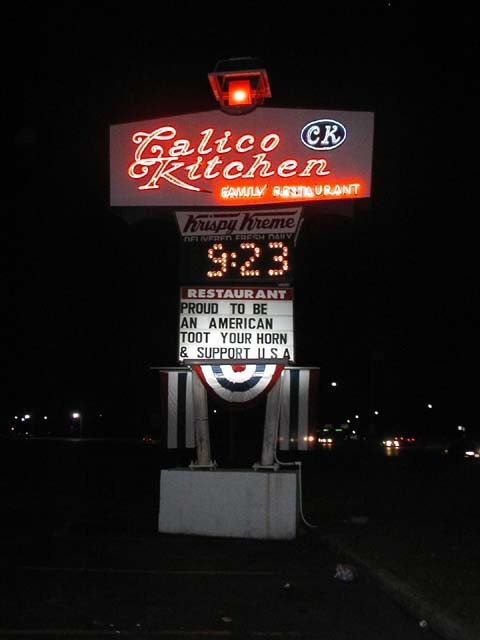 Calico
Kitchen
CK
FAMILY RESTAURANT
Krispy Kreme
DELIVERED FRESH DAILY
9:23
RESTAURANT
PROUD TO BE
AN AMERICAN
TOOT YOUR HORN
& SUPPORT U.S.A